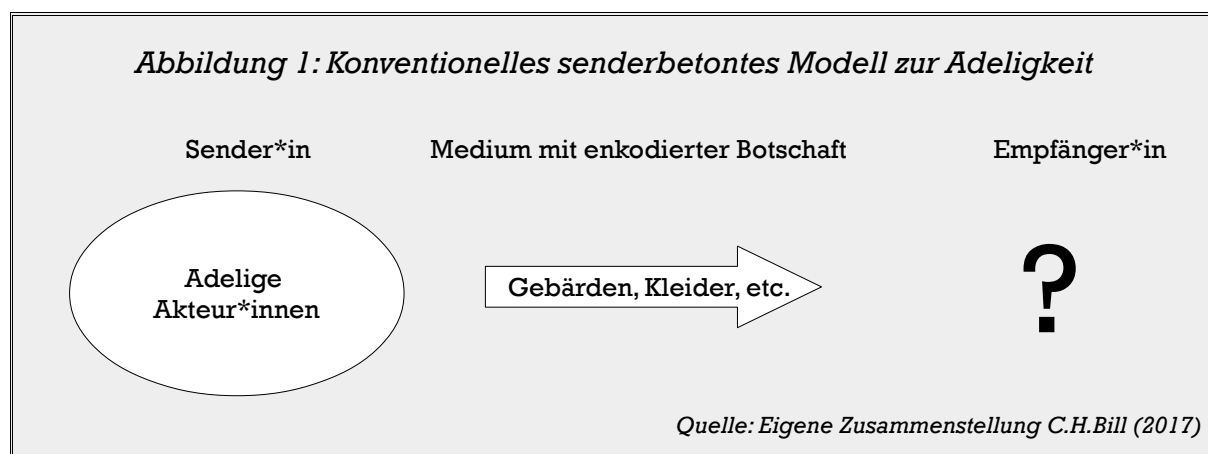 Abbildung 1: Konventionelles senderbetontes Modell zur Adeligkeit
Sender*in
Medium mit enkodierter Botschaft
Empfänger*in
Adelige
Akteur*innen
Gebärden, Kleider, etc.
?
Quelle: Eigene Zusammenstellung C.H.Bill (2017)